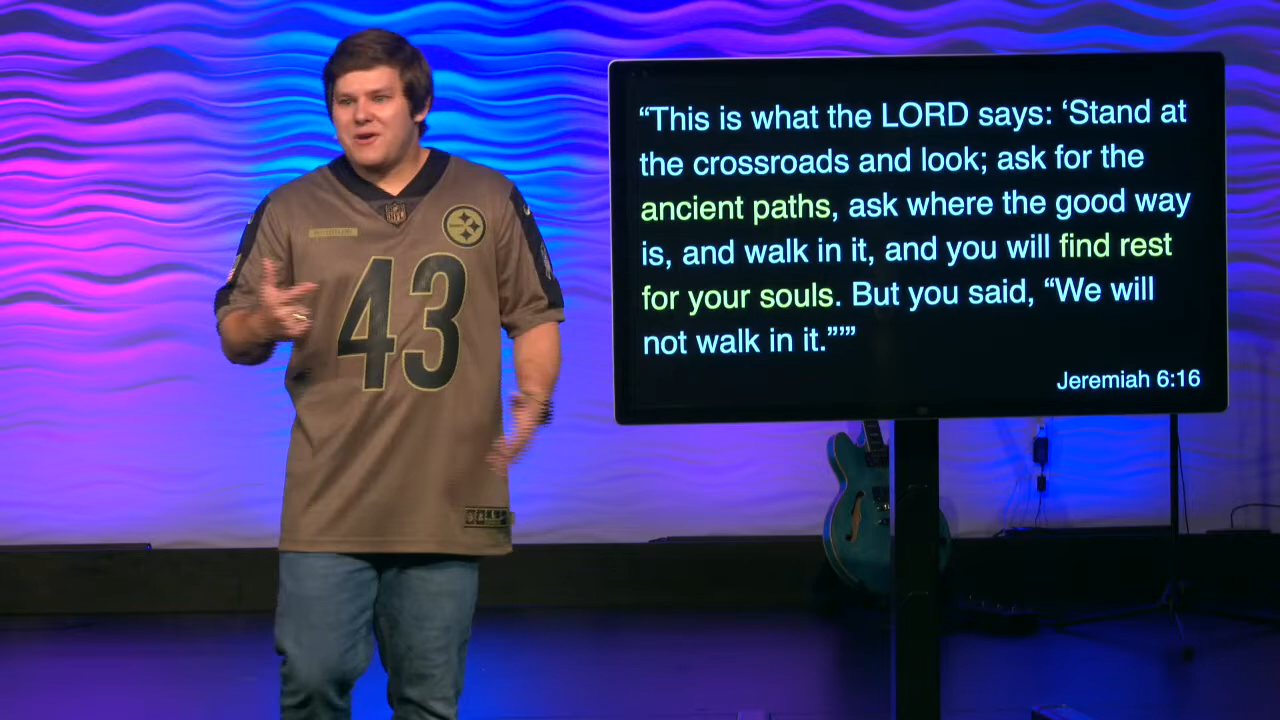 “This is what the LORD says: ‘Stand at
the crossroads and look; ask for the
ancient paths, ask where the good way
is, and walk in it, and you will find rest
for your souls. But you said, “We will
not walk in it.”’”
Jeremiah 6:16
NFL
43